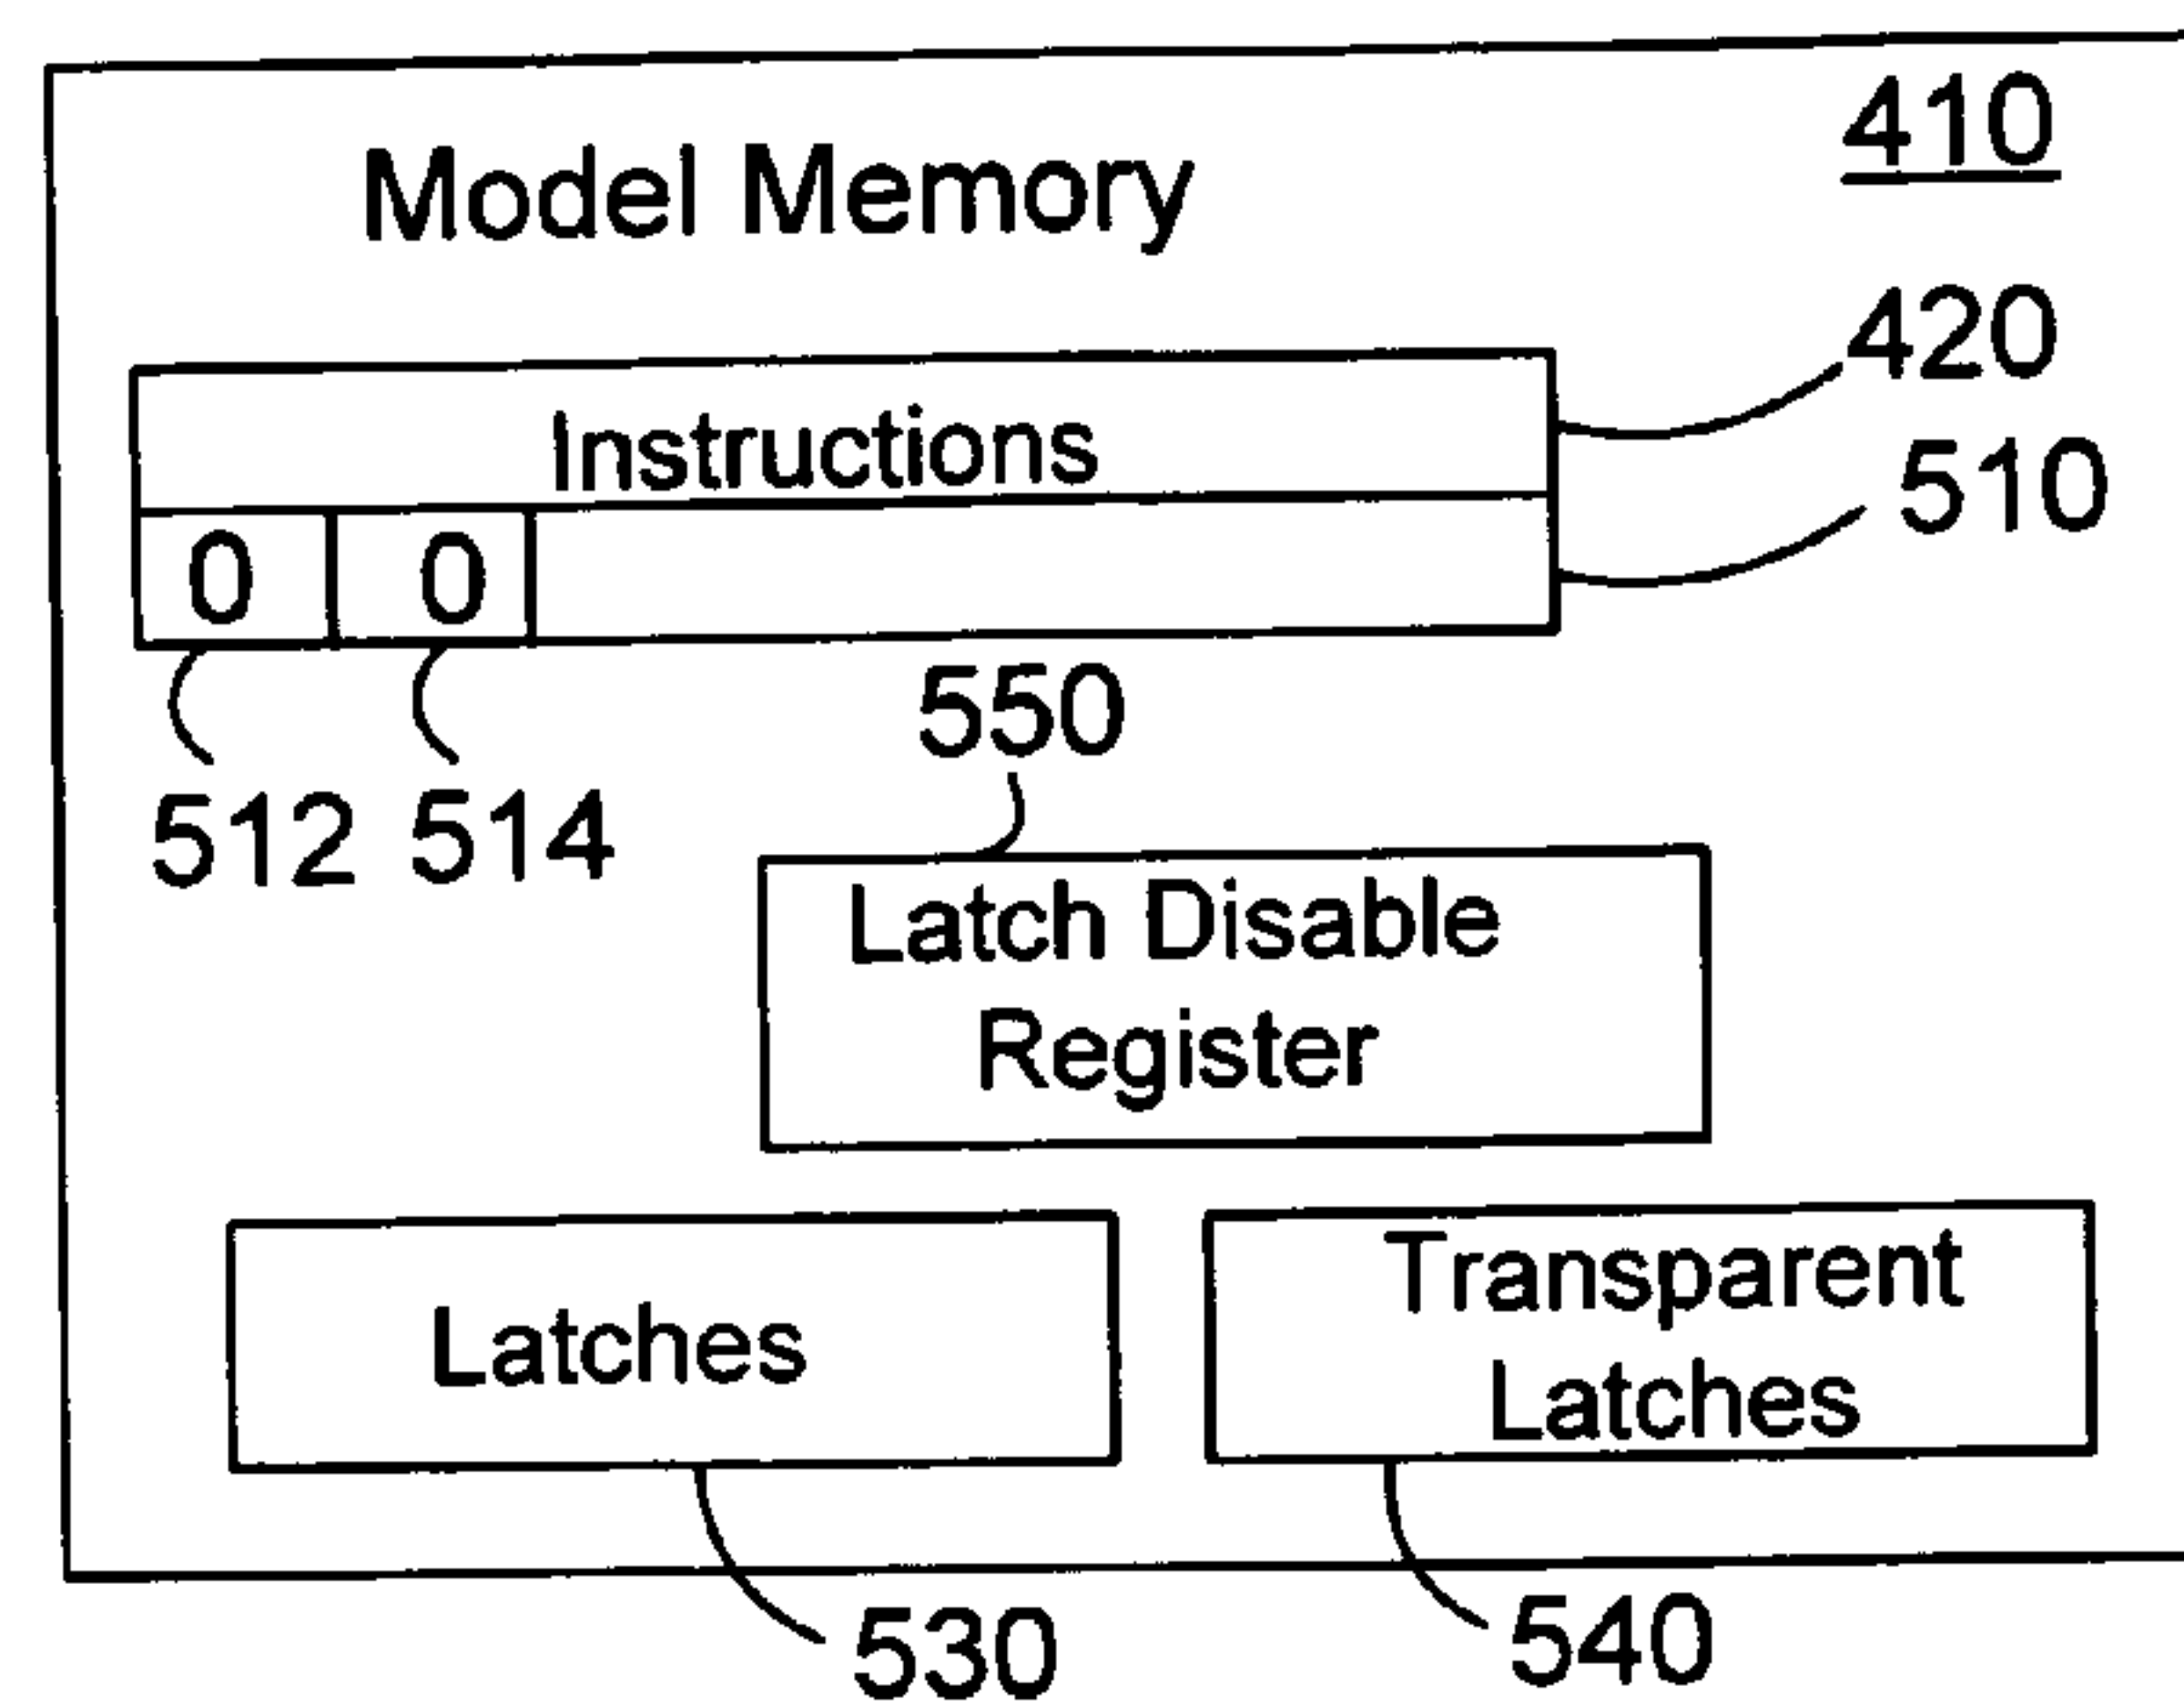 410
Model Memory
420
Instructions
510
0 0
550
512 514
Latch Disable
Register
Latches
Transparent
Latches
530
540